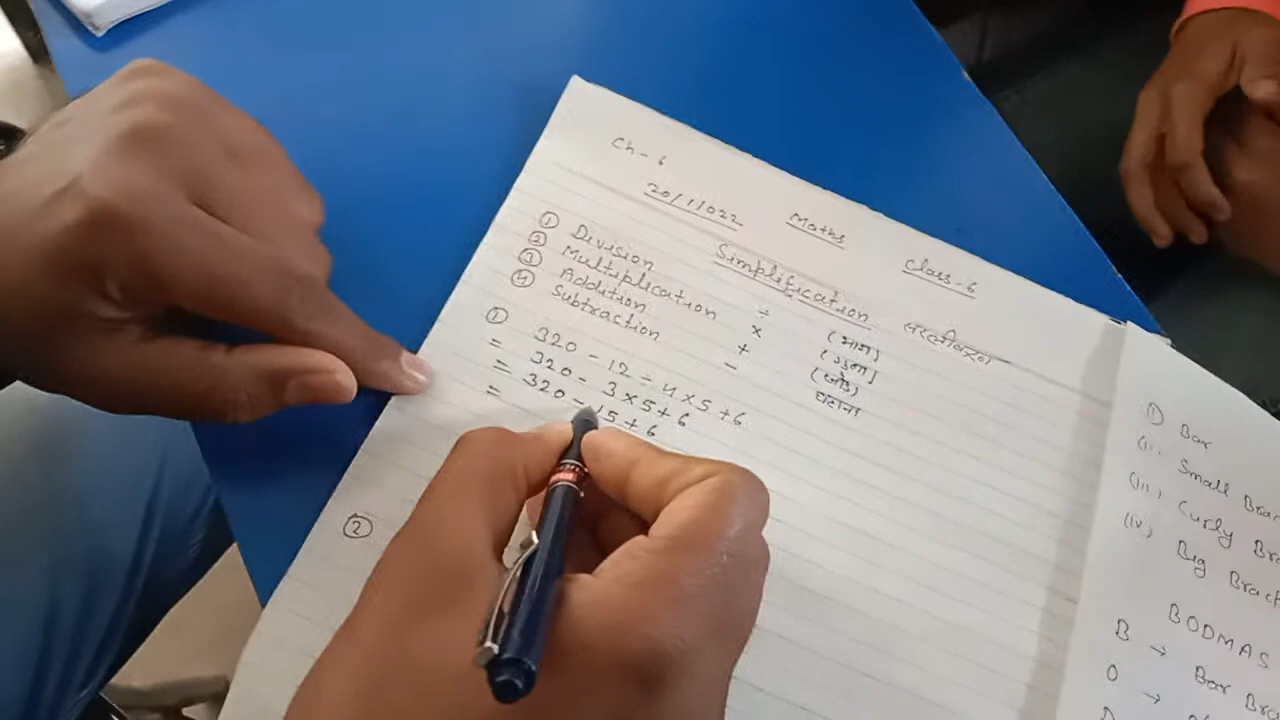 Ch - 6
20/1/022 Maths Class-6
Simplification सरलीकरण
① Division ÷ (भाग)
② Multiplication × (गुना)
③ Addition + (जोड़)
④ Subtraction - घटाना
① 320 - 12 ÷ 4 × 5 + 6
= 320 - 3 × 5 + 6
= 320 - 15 + 6
=
②
① Bar
(ii. Small Brac
(iii) Curly Bra
(iv) Big Brack
BODMAS
B → Bar Bra
O →